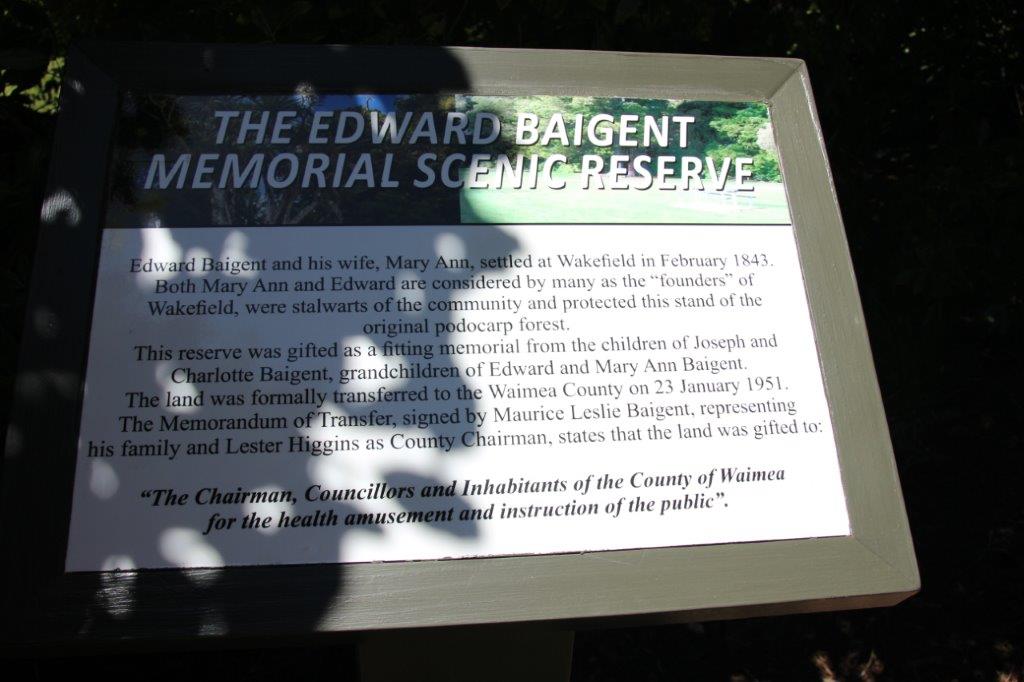 THE EDWARD BAIGENT
MEMORIAL SCENIC RESERVE
Edward Baigent and his wife, Mary Ann, settled at Wakefield in February 1843.
Both Mary Ann and Edward are considered by many as the “founders” of
Wakefield, were stalwarts of the community and protected this stand of the
original podocarp forest.
This reserve was gifted as a fitting memorial from the children of Joseph and
Charlotte Baigent, grandchildren of Edward and Mary Ann Baigent.
The land was formally transferred to the Waimea County on 23 January 1951.
The Memorandum of Transfer, signed by Maurice Leslie Baigent, representing
his family and Lester Higgins as County Chairman, states that the land was gifted to:
“The Chairman, Councillors and Inhabitants of the County of Waimea
for the health amusement and instruction of the public”.